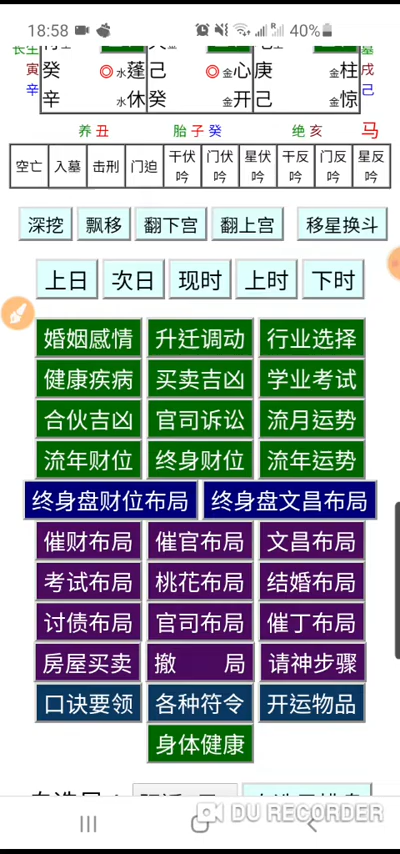 18:58 40%
长生
寅 癸 水蓬 己 金心 庚 金柱 戌
辛 辛 水休 癸 金开 己 金惊 己
养 丑 胎 子 癸 绝 亥 马
空亡 入墓 击刑 门迫 干伏吟 门伏吟 星伏吟 干反吟 门反吟 星反吟
深挖 飘移 翻下宫 翻上宫 移星换斗
上日 次日 现时 上时 下时
婚姻感情 升迁调动 行业选择
健康疾病 买卖吉凶 学业考试
合伙吉凶 官司诉讼 流月运势
流年财位 终身财位 流年運势
终身盘财位布局 终身盘文昌布局
催财布局 催官布局 文昌布局
考试布局 桃花布局 结婚布局
讨债布局 官司布局 催丁布局
房屋买卖 撤 局 请神步骤
口诀要领 各种符令 开运物品
身体健康
DU RECORDER